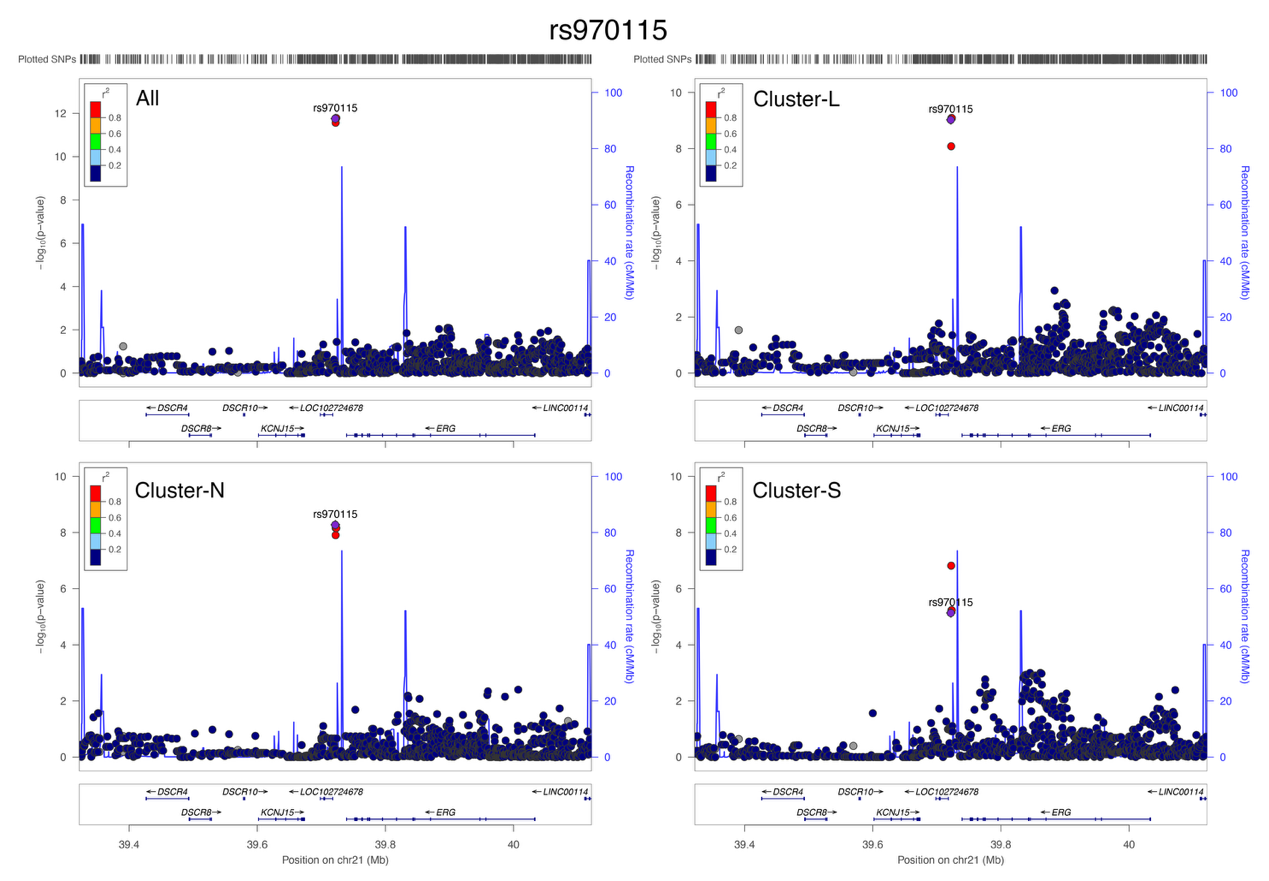 rs970115
Plotted SNPs
Plotted SNPs
All
r²
0.8
0.6
0.4
0.2
rs970115
12
10
8
6
4
2
0
−log₁₀(p−value)
100
80
60
40
20
0
Recombination rate (cM/Mb)
←DSCR4
DSCR10→
←LOC102724678
←LINC00114
DSCR8→
KCNJ15→
←ERG
Cluster-L
r²
0.8
0.6
0.4
0.2
rs970115
10
8
6
4
2
0
−log₁₀(p−value)
100
80
60
40
20
0
Recombination rate (cM/Mb)
←DSCR4
DSCR10→
←LOC102724678
←LINC00114
DSCR8→
KCNJ15→
←ERG
Cluster-N
r²
0.8
0.6
0.4
0.2
rs970115
10
8
6
4
2
0
−log₁₀(p−value)
100
80
60
40
20
0
Recombination rate (cM/Mb)
←DSCR4
DSCR10→
←LOC102724678
←LINC00114
DSCR8→
KCNJ15→
←ERG
39.4 39.6 39.8 40
Position on chr21 (Mb)
Cluster-S
r²
0.8
0.6
0.4
0.2
rs970115
10
8
6
4
2
0
−log₁₀(p−value)
100
80
60
40
20
0
Recombination rate (cM/Mb)
←DSCR4
DSCR10→
←LOC102724678
←LINC00114
DSCR8→
KCNJ15→
←ERG
39.4 39.6 39.8 40
Position on chr21 (Mb)